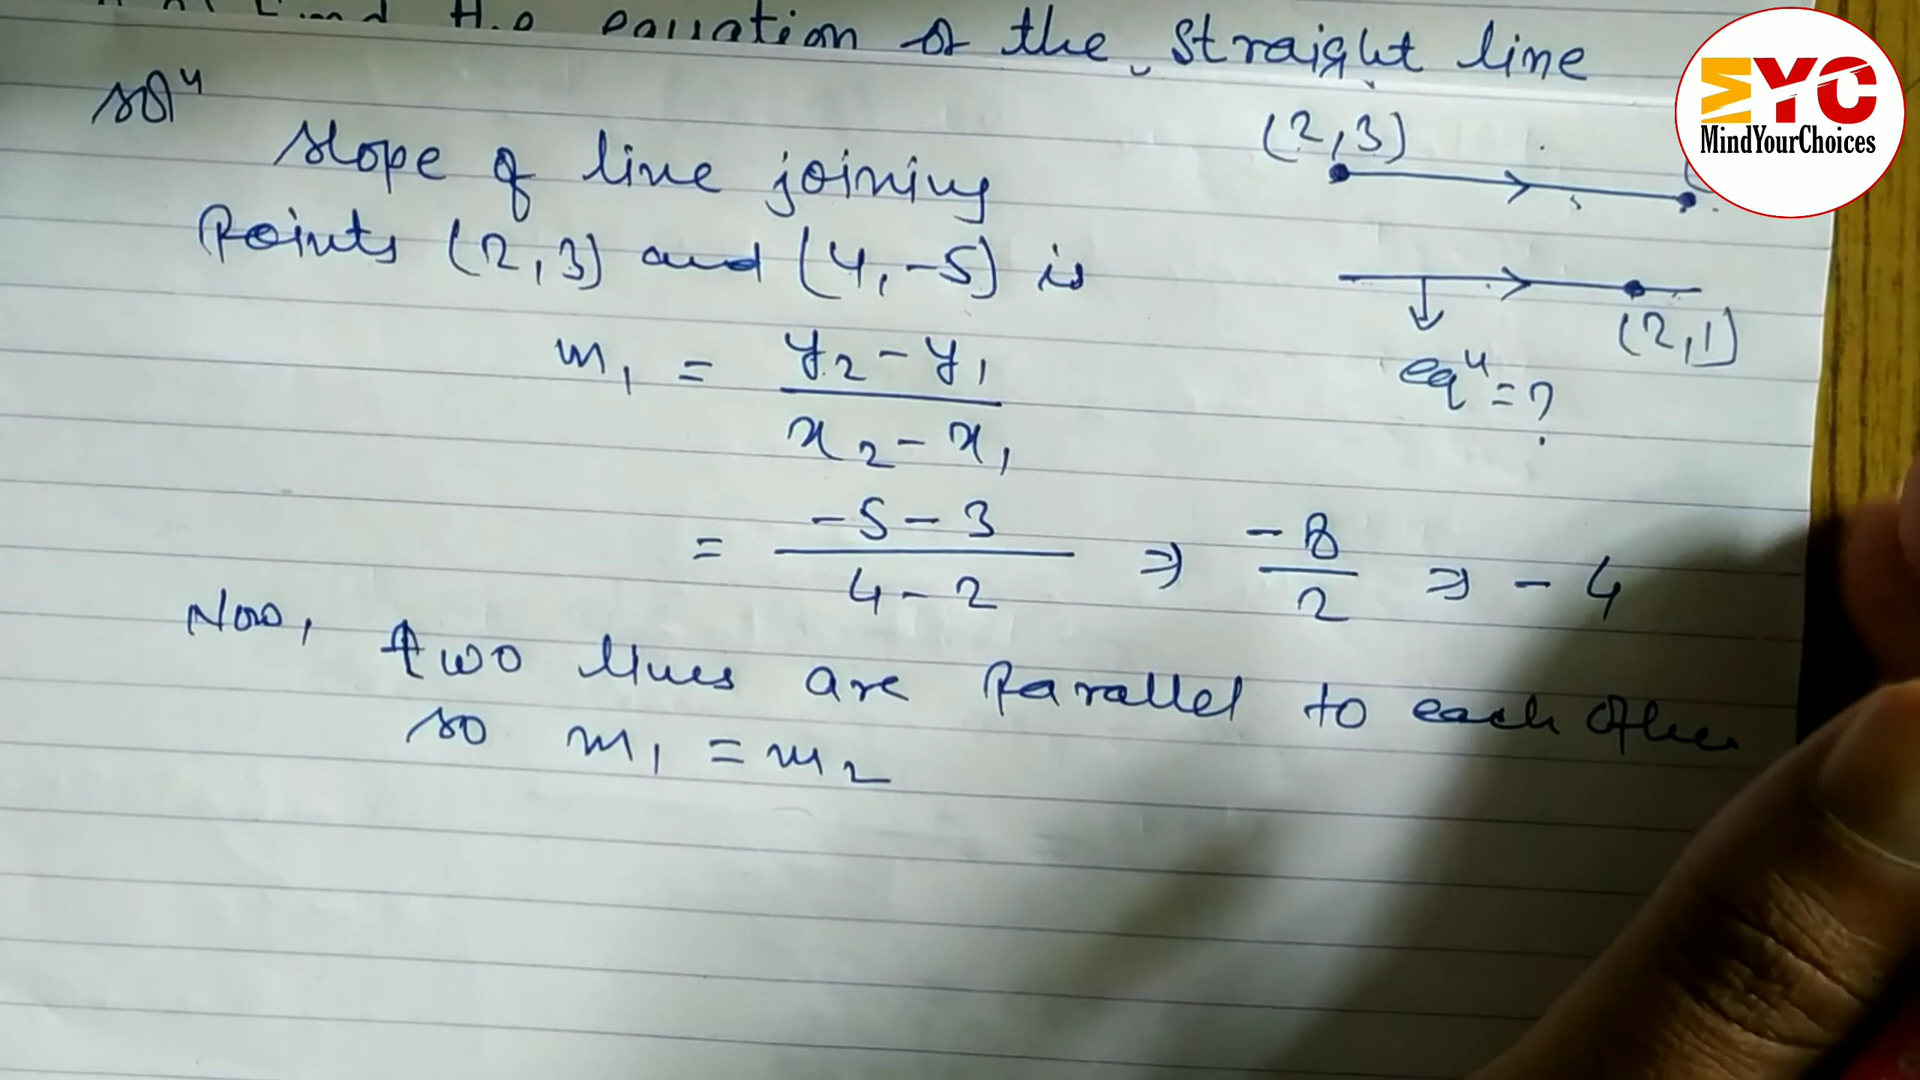 Find the equation of the straight line
MYC
MindYourChoices
solⁿ
(2,3)
slope of line joining
Points (2,3) and (4,-5) is
(2,1)
eqⁿ = ?
m₁ = y₂ - y₁ / x₂ - x₁
= -5-3 / 4-2 ⇒ -8 / 2 ⇒ -4
Now, two lines are Parallel to each other
so m₁ = m₂